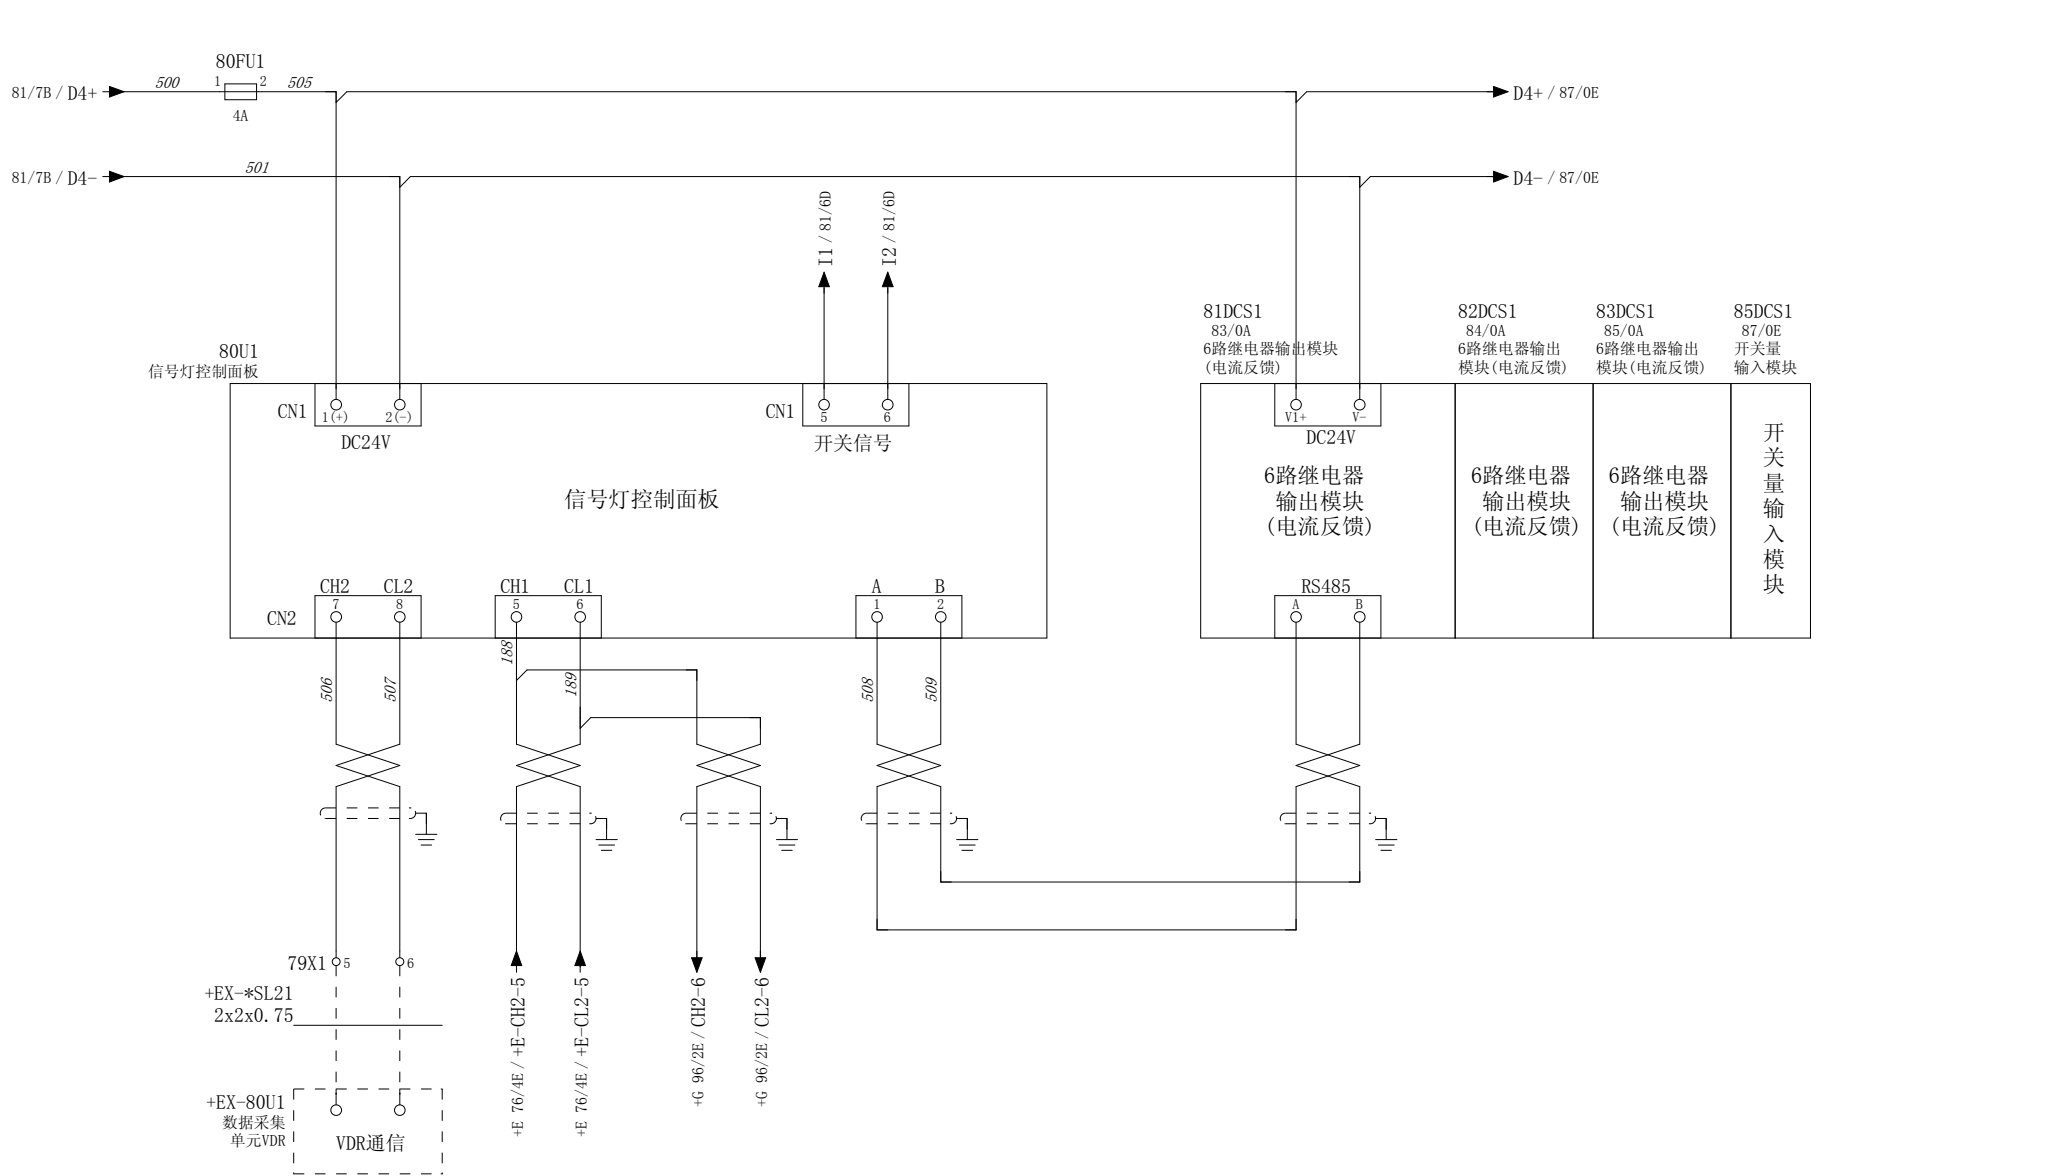 80FU1
1
2
500
505
81/7B / D4+
4A
D4+ / 87/0E
501
81/7B / D4-
D4- / 87/0E
I1 / 81/6D
I2 / 81/6D
80U1
信号灯控制面板
81DCS1
83/0A
6路继电器输出模块
(电流反馈)
82DCS1
84/0A
6路继电器输出
模块(电流反馈)
83DCS1
85/0A
6路继电器输出
模块(电流反馈)
85DCS1
87/0E
开关量
输入模块
CN1
1(+)
2(-)
DC24V
CN1
5
6
开关信号
V1+
V-
DC24V
信号灯控制面板
6路继电器
输出模块
(电流反馈)
6路继电器
输出模块
(电流反馈)
6路继电器
输出模块
(电流反馈)
开关量输入模块
CH2
CL2
7
8
CN2
CH1
CL1
5
6
A
B
1
2
RS485
A
B
506
507
188
189
508
509
79X1
5
6
+EX-*SL21
2x2x0.75
+E 76/4E / +E-CH2-5
+E 76/4E / +E-CL2-5
+G 96/2E / CH2-6
+G 96/2E / CL2-6
+EX-80U1
数据采集
单元VDR
VDR通信